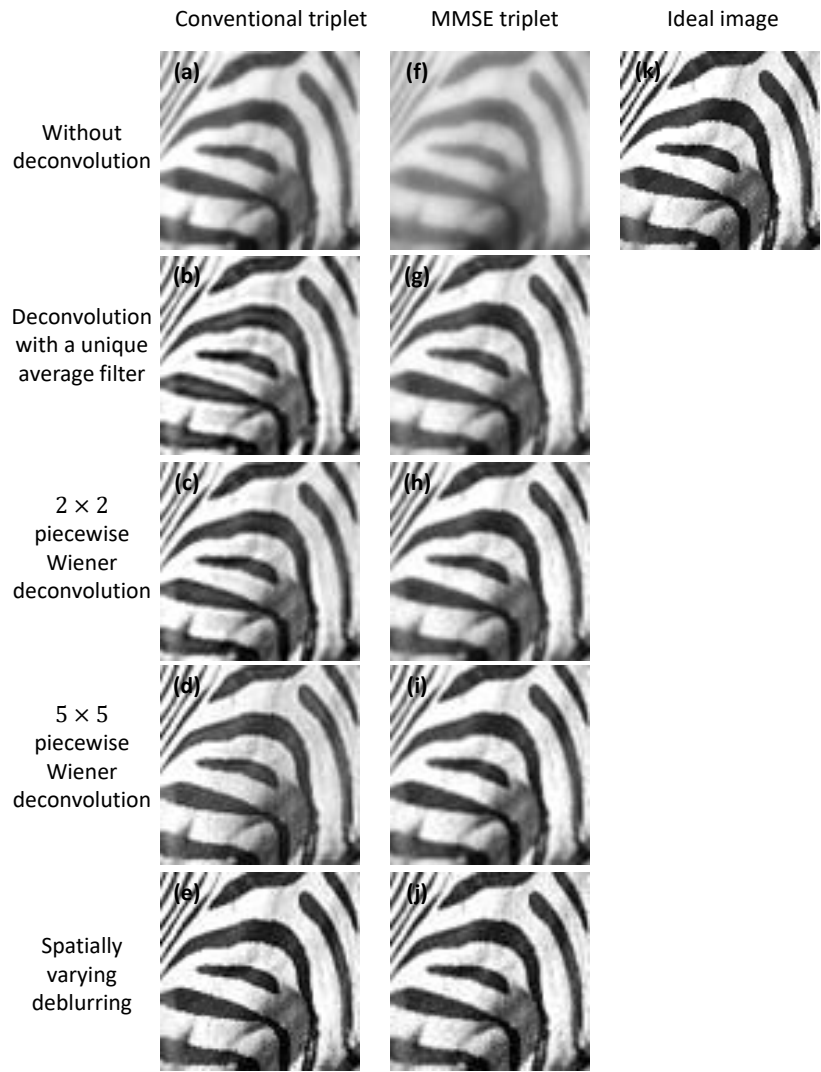 Conventional triplet
MMSE triplet
Ideal image
Without
deconvolution
(a)
(f)
(k)
Deconvolution
with a unique
average filter
(b)
(g)
2 × 2
piecewise
Wiener
deconvolution
(c)
(h)
5 × 5
piecewise
Wiener
deconvolution
(d)
(i)
Spatially
varying
deblurring
(e)
(j)